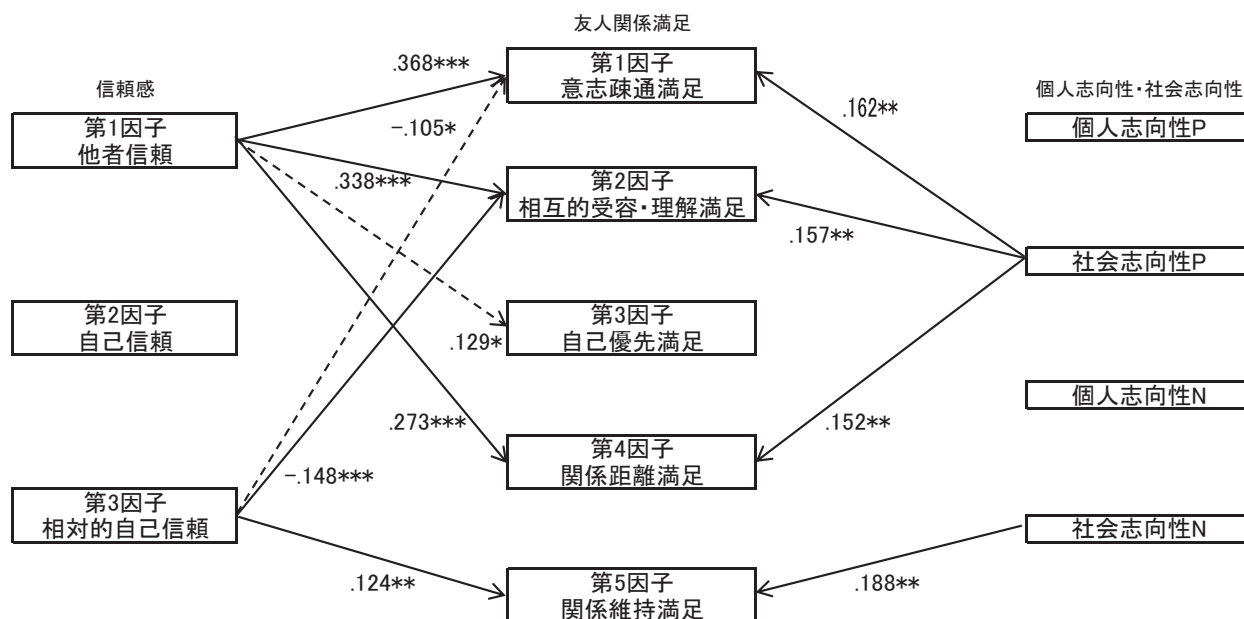 友人関係満足
信頼感
個人志向性・社会志向性
第1因子
他者信頼
第2因子
自己信頼
第3因子
相対的自己信頼
.368***
−.105*
.338***
.129*
.273***
−.148***
.124**
第1因子
意志疎通満足
第2因子
相互的受容・理解満足
第3因子
自己優先満足
第4因子
関係距離満足
第5因子
関係維持満足
.162**
.157**
.152**
.188**
個人志向性P
社会志向性P
個人志向性N
社会志向性N